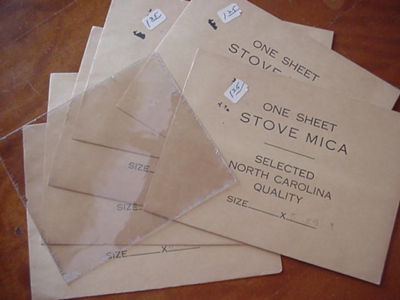 ONE SHEET
STOVE
ONE SHEET
STOVE MICA
SELECTED
NORTH CAROLINA
QUALITY
SIZE X
SIZE
SIZE
SIZE X